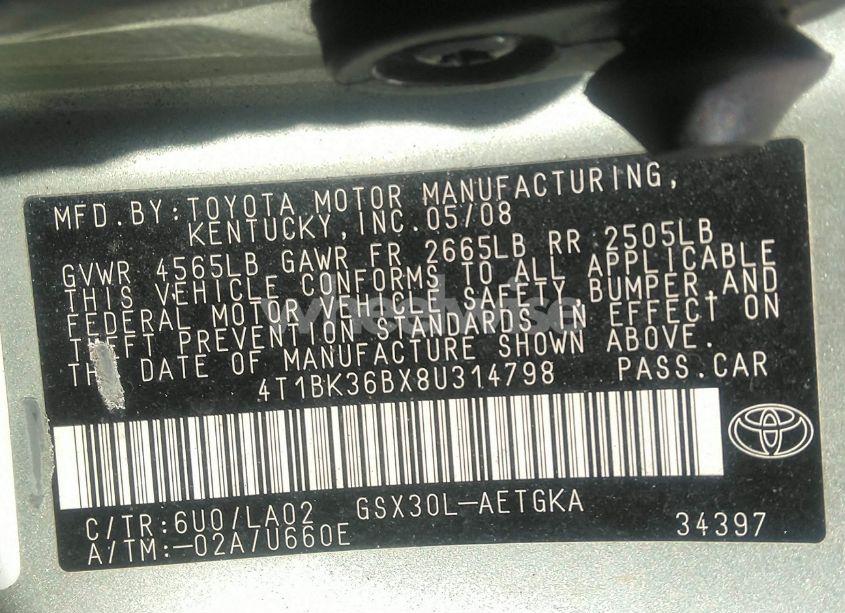 MFD. BY: TOYOTA MOTOR MANUFACTURING,
KENTUCKY, INC. 05/08
GVWR 4565LB GAWR FR 2665LB RR 2505LB
THIS VEHICLE CONFORMS TO ALL APPLICABLE
FEDERAL MOTOR VEHICLE SAFETY, BUMPER, AND
THEFT PREVENTION STANDARDS IN EFFECT ON
THE DATE OF MANUFACTURE SHOWN ABOVE.
4T1BK36BX8U314798 PASS. CAR
C/TR: 6U0/LA02 GSX30L-AETGKA
A/TM: -02A/U660E 34397
wheelwise